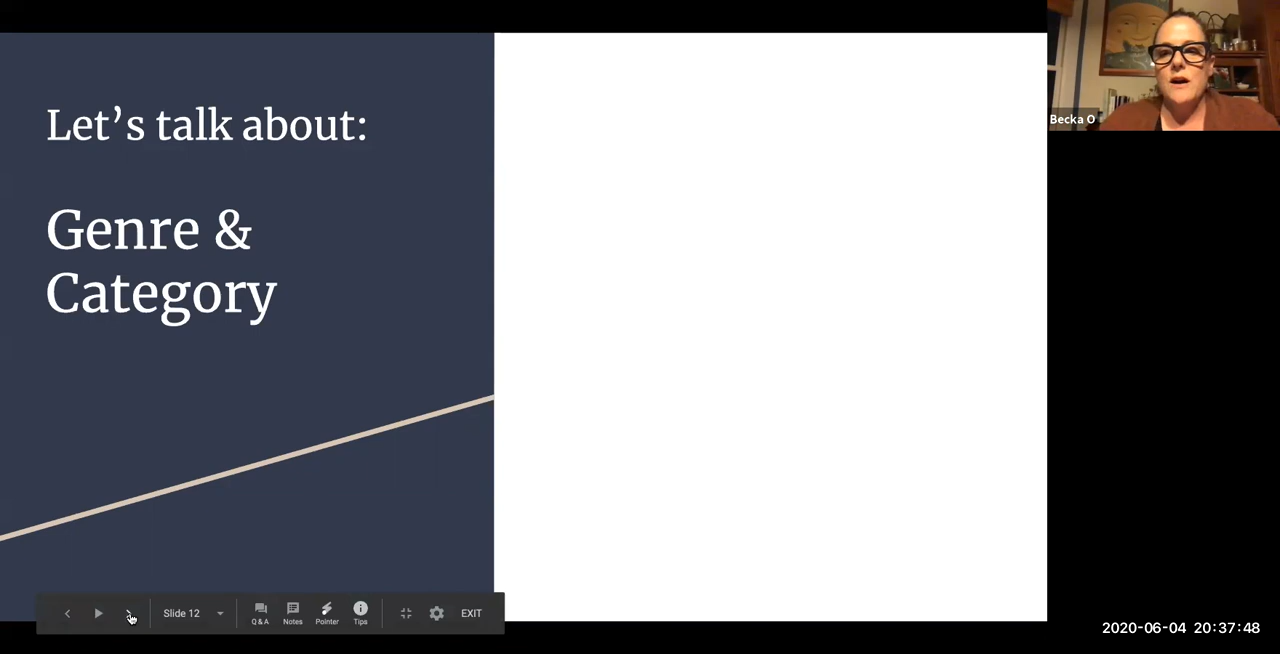 Let’s talk about:
Genre &
Category
Becka O
Slide 12
Q & A
Notes
Pointer
Tips
EXIT
2020-06-04 20:37:48